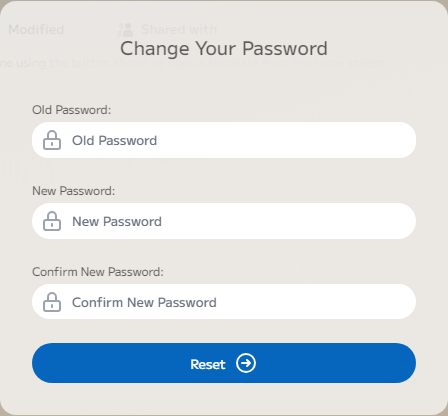 Modified
Shared with
Change Your Password
Old Password:
Old Password
New Password:
New Password
Confirm New Password:
Confirm New Password
Reset